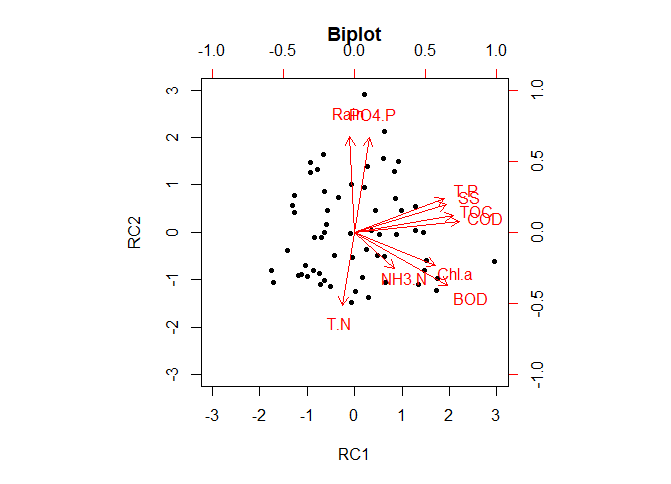 Biplot
-1.0 -0.5 0.0 0.5 1.0
Rain PO4.P
T.P
SS
TOC
COD
Chl.a
NH3.N
BOD
T.N
3
2
1
0
-1
-2
-3
1.0
0.5
0.0
-0.5
-1.0
RC2
-3 -2 -1 0 1 2 3
RC1